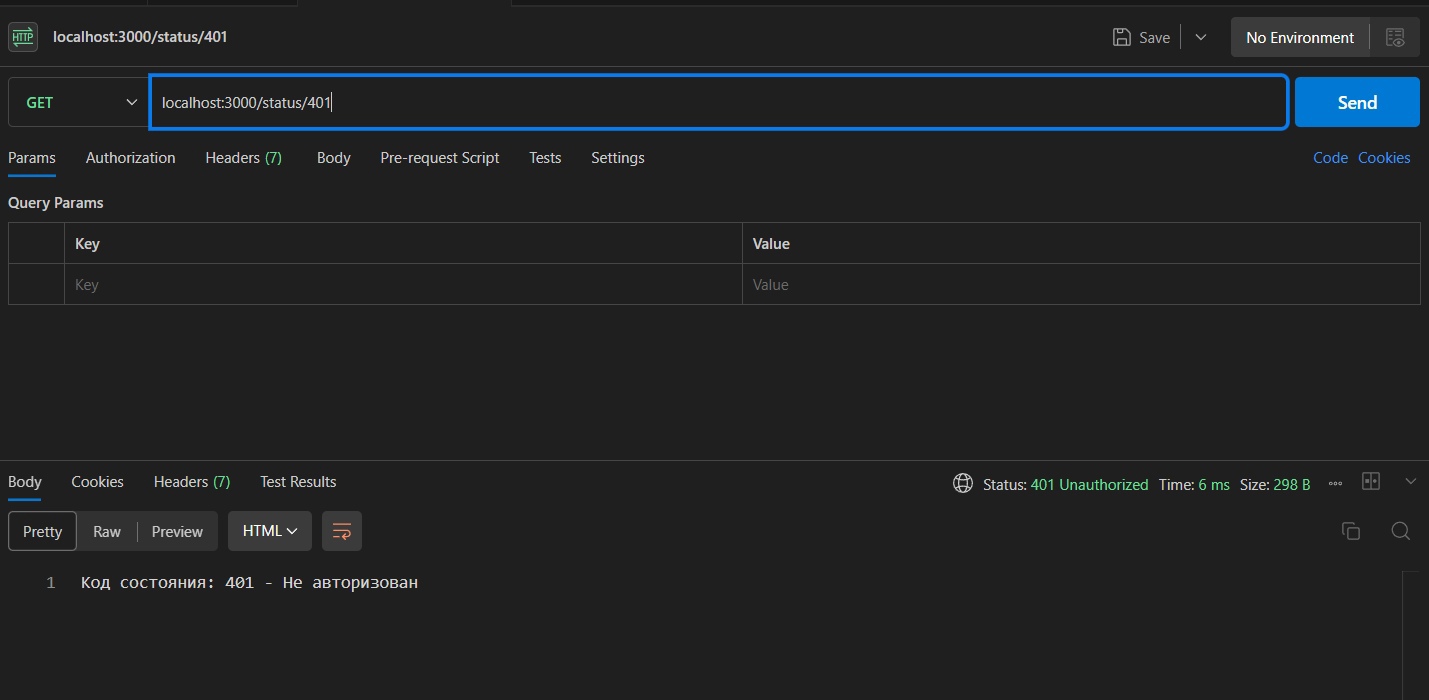 HTTP localhost:3000/status/401 Save No Environment
GET localhost:3000/status/401 Send
Params Authorization Headers (7) Body Pre-request Script Tests Settings Code Cookies
Query Params
Key Value
Key Value
Body Cookies Headers (7) Test Results Status: 401 Unauthorized Time: 6 ms Size: 298 B
Pretty Raw Preview HTML
1 Код состояния: 401 - Не авторизован